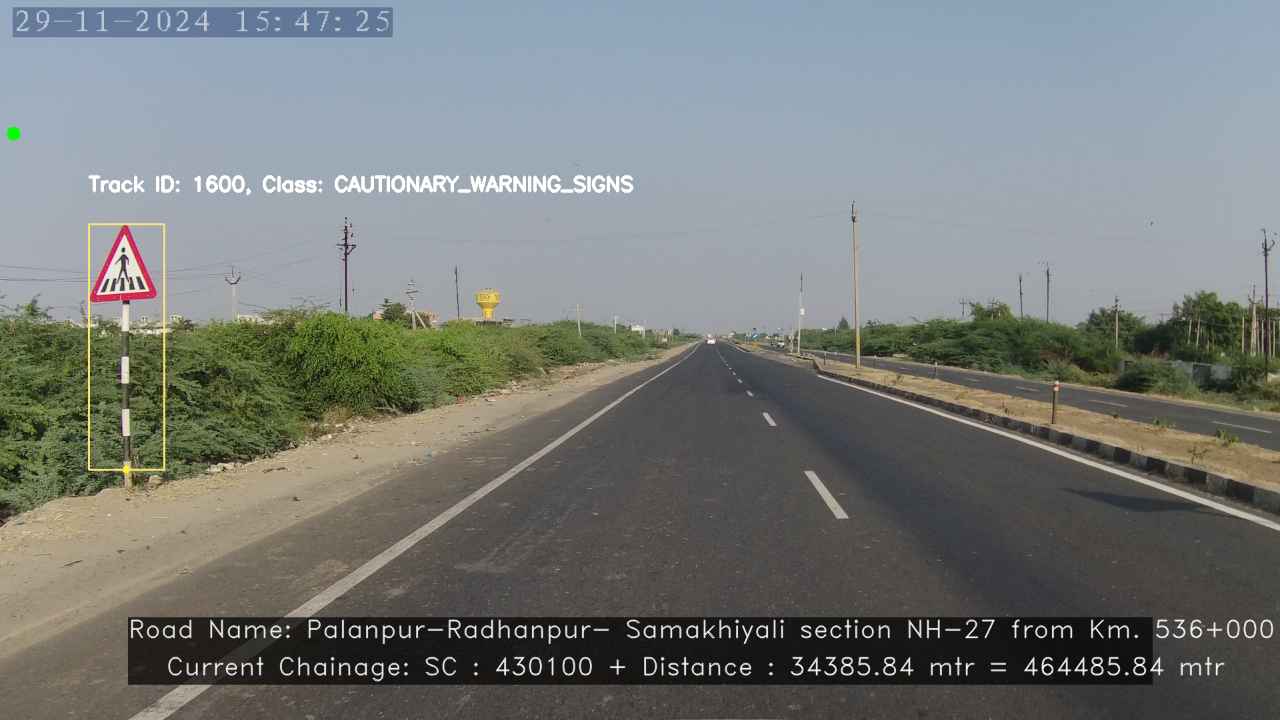 29-11-2024 15:47:25
Track ID: 1600, Class: CAUTIONARY_WARNING_SIGNS
Road Name: Palanpur-Radhanpur- Samakhiyali section NH-27 from Km. 536+000
Current Chainage: SC : 430100 + Distance : 34385.84 mtr = 464485.84 mtr